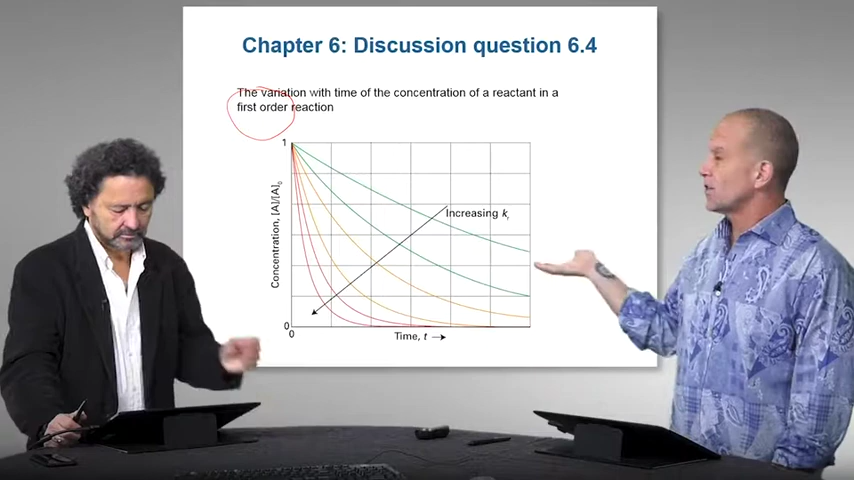 Chapter 6: Discussion question 6.4
The variation with time of the concentration of a reactant in a
first order reaction
1
Concentration, [A]/[A]₀
Increasing kᵣ
0
0
Time, t →